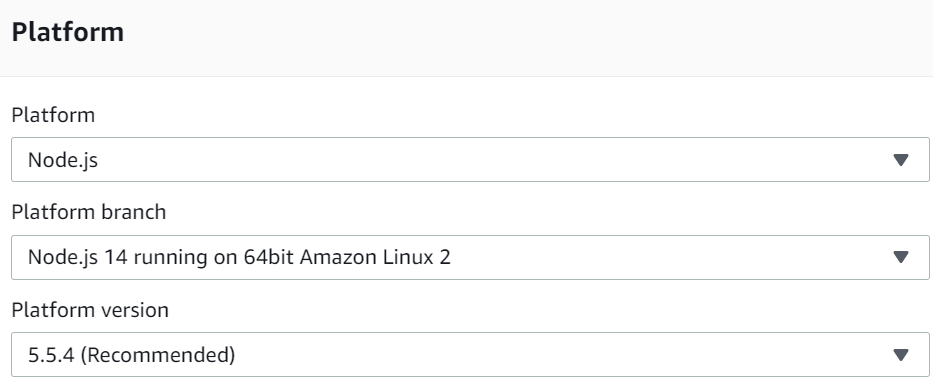 Platform
Platform
Node.js
Platform branch
Node.js 14 running on 64bit Amazon Linux 2
Platform version
5.5.4 (Recommended)